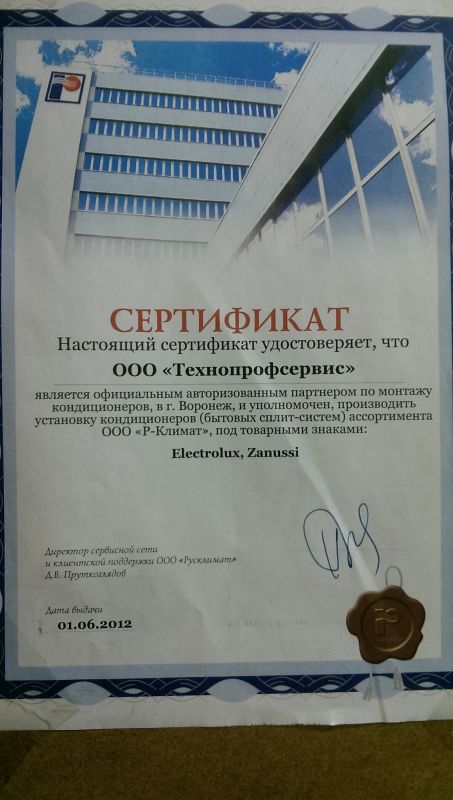 СЕРТИФИКАТ
Настоящий сертификат удостоверяет, что
ООО «Технопрофсервис»
является официальным авторизованным партнером по монтажу
кондиционеров, в г. Воронеж, и уполномочен, производить
установку кондиционеров (бытовых сплит-систем) ассортимента
ООО «Р-Климат», под товарными знаками:
Electrolux, Zanussi
Директор сервисной сети
и клиентской поддержки ООО «Русклимат»
Д.В. Пруткоглядов
Дата выдачи
01.06.2012